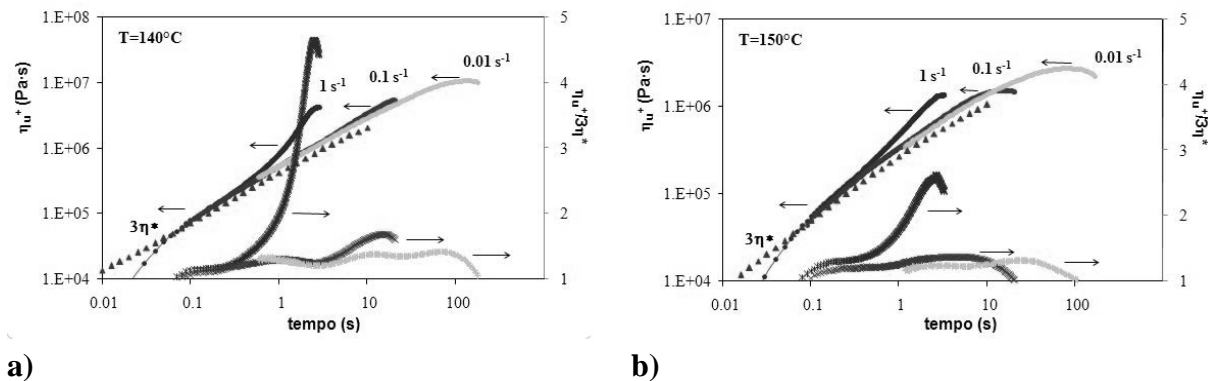 T=140°C
1.E+08
1.E+07
1.E+06
1.E+05
1.E+04
ηu+ (Pa·s)
5
4
3
2
1
ηu+/3η*
1 s-1
0.1 s-1
0.01 s-1
3η*
0.01 0.1 1 10 100
tempo (s)
a)
T=150°C
1.E+07
1.E+06
1.E+05
1.E+04
ηu+ (Pa·s)
5
4
3
2
1
ηu+/3η*
1 s-1
0.1 s-1
0.01 s-1
3η*
0.01 0.1 1 10 100
tempo (s)
b)